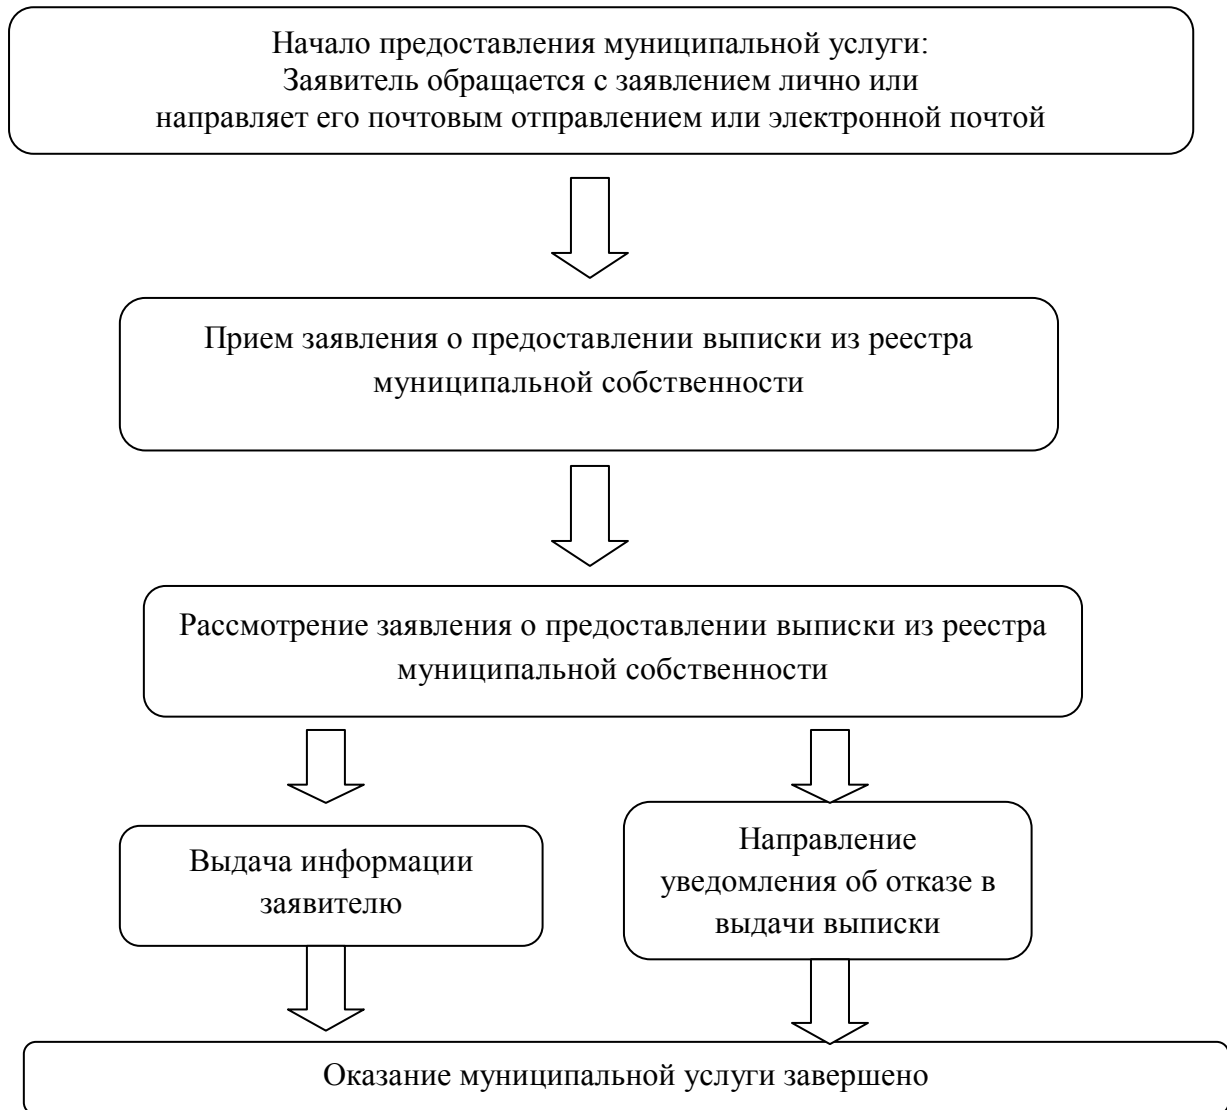 Начало предоставления муниципальной услуги:
Заявитель обращается с заявлением лично или
направляет его почтовым отправлением или электронной почтой
Прием заявления о предоставлении выписки из реестра
муниципальной собственности
Рассмотрение заявления о предоставлении выписки из реестра
муниципальной собственности
Выдача информации
заявителю
Направление
уведомления об отказе в
выдачи выписки
Оказание муниципальной услуги завершено